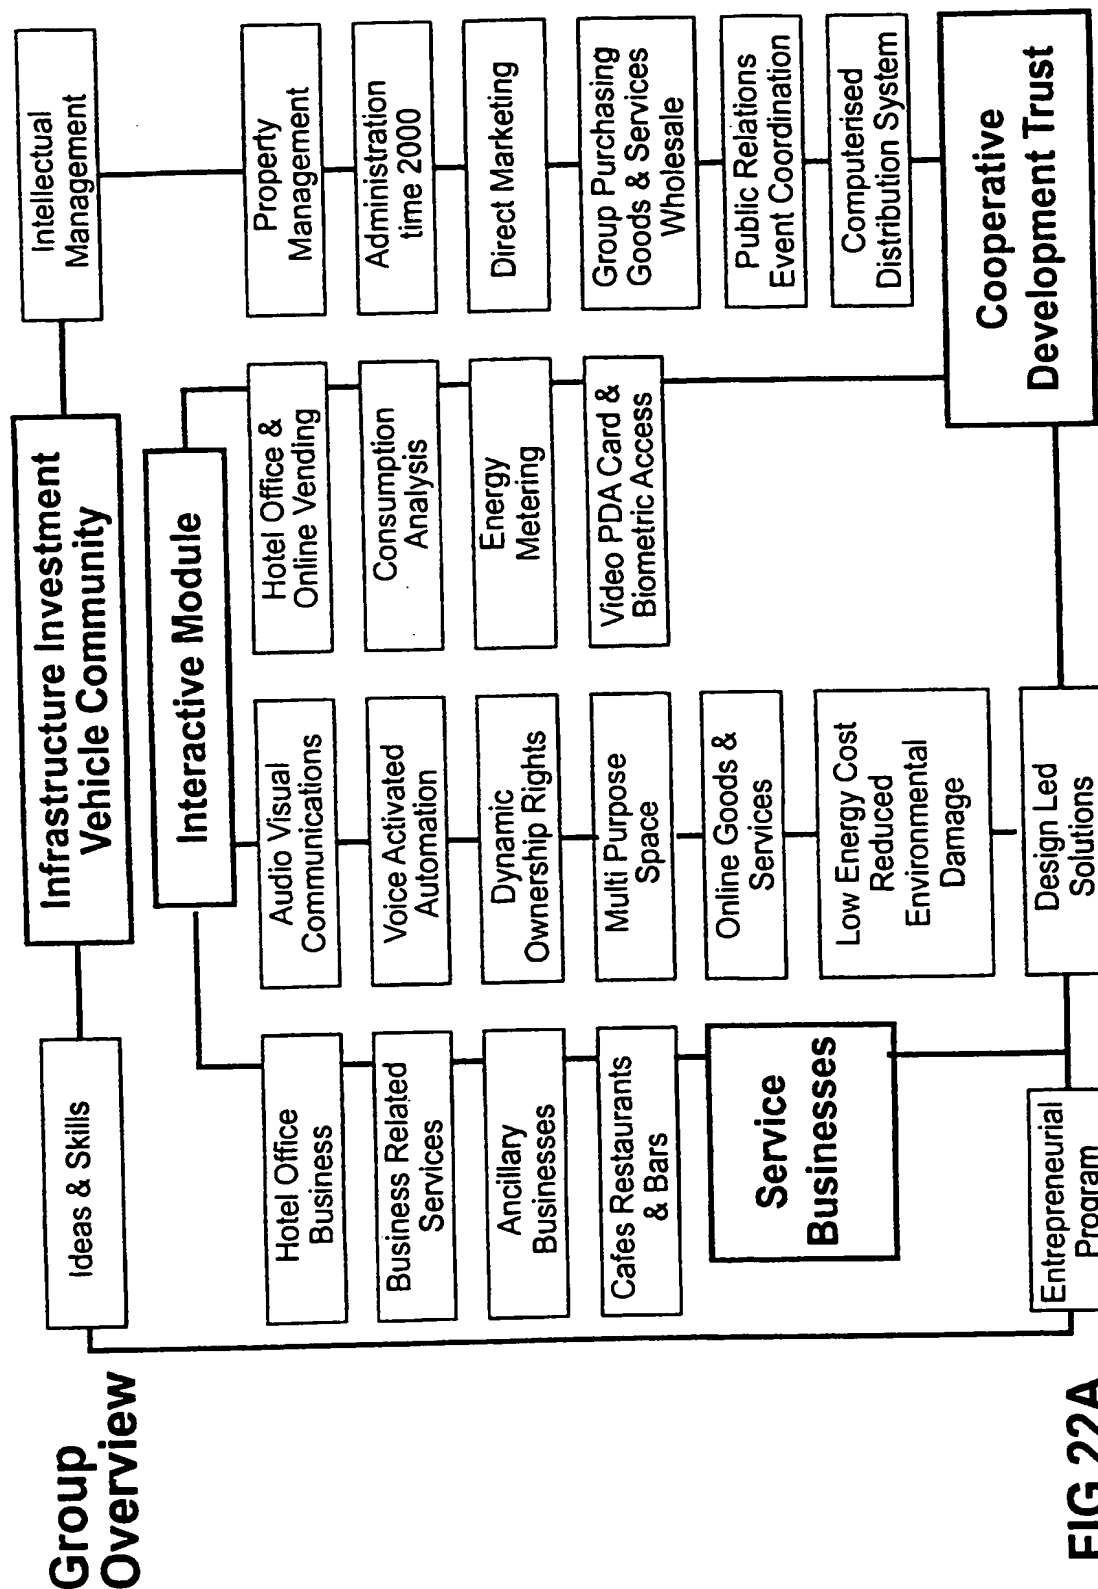 Group
Overview
Ideas & Skills
Infrastructure Investment
Vehicle Community
Intellectual
Management
Interactive Module
Hotel Office
Business
Business Related
Services
Ancillary
Businesses
Cafes Restaurants
& Bars
Service
Businesses
Entrepreneurial
Program
Audio Visual
Communications
Voice Activated
Automation
Dynamic
Ownership Rights
Multi Purpose
Space
Online Goods &
Services
Low Energy Cost
Reduced
Environmental
Damage
Design Led
Solutions
Hotel Office &
Online Vending
Consumption
Analysis
Energy
Metering
Video PDA Card &
Biometric Access
Property
Management
Administration
time 2000
Direct Marketing
Group Purchasing
Goods & Services
Wholesale
Public Relations
Event Coordination
Computerised
Distribution System
Cooperative
Development Trust
FIG 22A